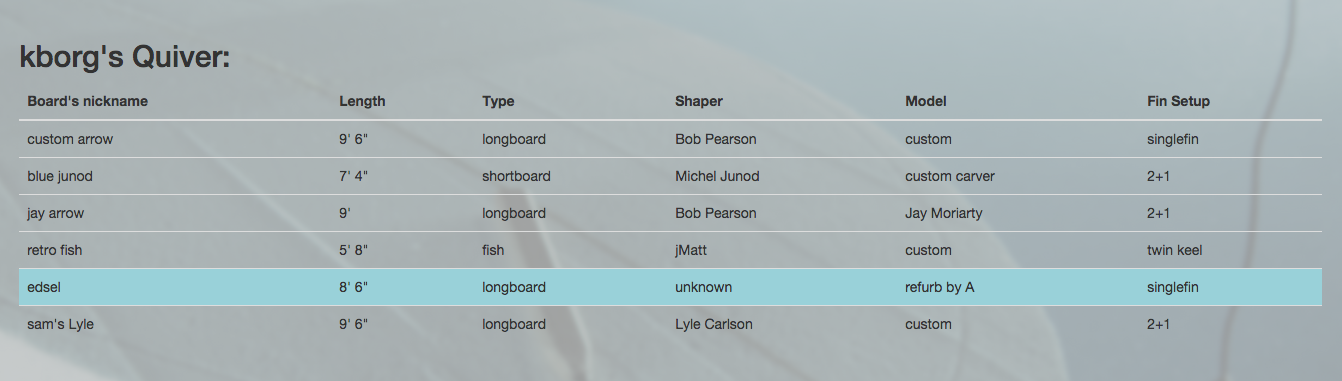 kborg's Quiver:
Board's nickname Length Type Shaper Model Fin Setup
custom arrow 9' 6" longboard Bob Pearson custom singlefin
blue junod 7' 4" shortboard Michel Junod custom carver 2+1
jay arrow 9' longboard Bob Pearson Jay Moriarty 2+1
retro fish 5' 8" fish jMatt custom twin keel
edsel 8' 6" longboard unknown refurb by A singlefin
sam's Lyle 9' 6" longboard Lyle Carlson custom 2+1